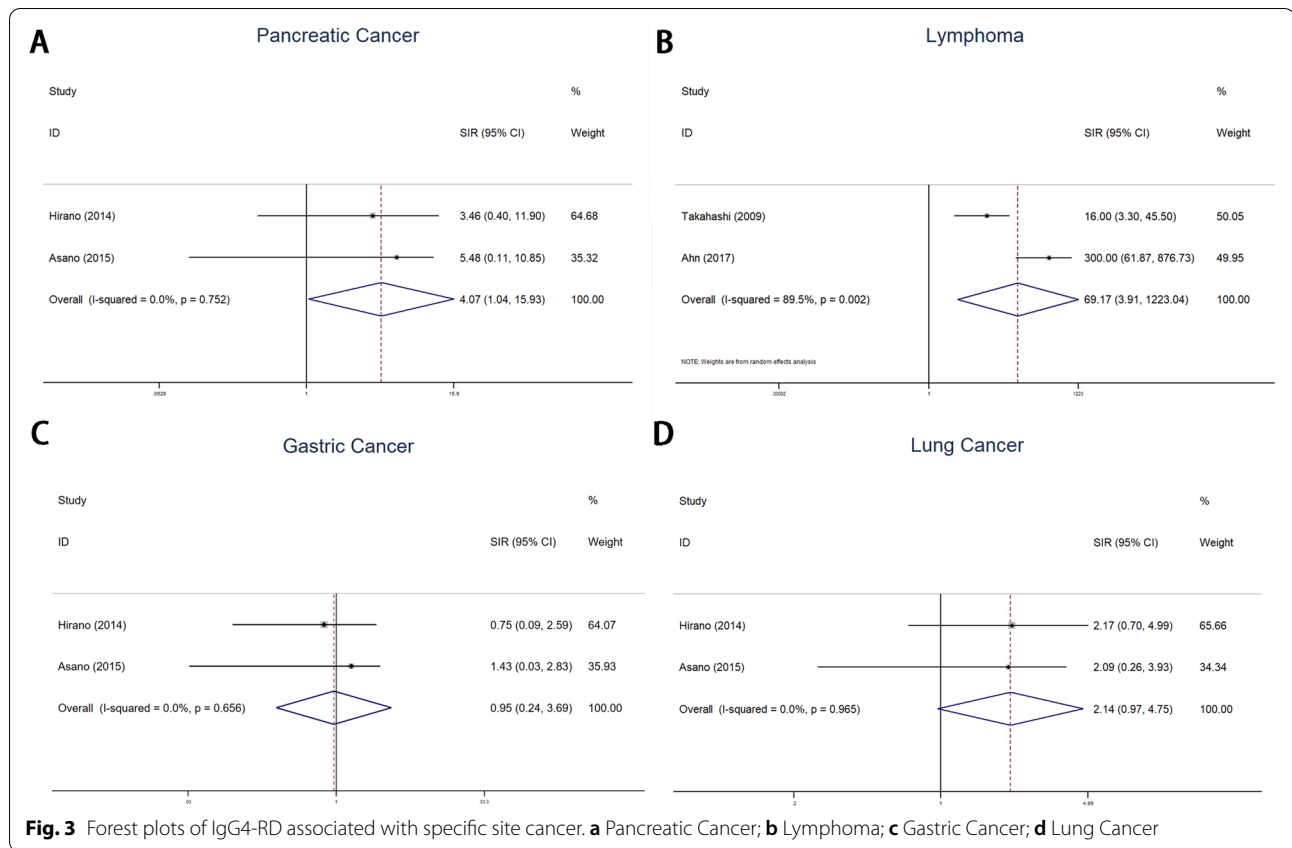 A
Pancreatic Cancer
Study %
ID SIR (95% CI) Weight
Hirano (2014) 3.46 (0.40, 11.90) 64.68
Asano (2015) 5.48 (0.11, 10.85) 35.32
Overall (I-squared = 0.0%, p = 0.752) 4.07 (1.04, 15.93) 100.00
.0628 1 15.9
B
Lymphoma
Study %
ID SIR (95% CI) Weight
Takahashi (2009) 16.00 (3.30, 45.50) 50.05
Ahn (2017) 300.00 (61.87, 876.73) 49.95
Overall (I-squared = 89.5%, p = 0.002) 69.17 (3.91, 1223.04) 100.00
NOTE: Weights are from random effects analysis
.00082 1 1223
C
Gastric Cancer
Study %
ID SIR (95% CI) Weight
Hirano (2014) 0.75 (0.09, 2.59) 64.07
Asano (2015) 1.43 (0.03, 2.83) 35.93
Overall (I-squared = 0.0%, p = 0.656) 0.95 (0.24, 3.69) 100.00
.03 1 33.3
D
Lung Cancer
Study %
ID SIR (95% CI) Weight
Hirano (2014) 2.17 (0.70, 4.99) 65.66
Asano (2015) 2.09 (0.26, 3.93) 34.34
Overall (I-squared = 0.0%, p = 0.965) 2.14 (0.97, 4.75) 100.00
.2 1 4.99
Fig. 3 Forest plots of IgG4-RD associated with specific site cancer. a Pancreatic Cancer; b Lymphoma; c Gastric Cancer; d Lung Cancer